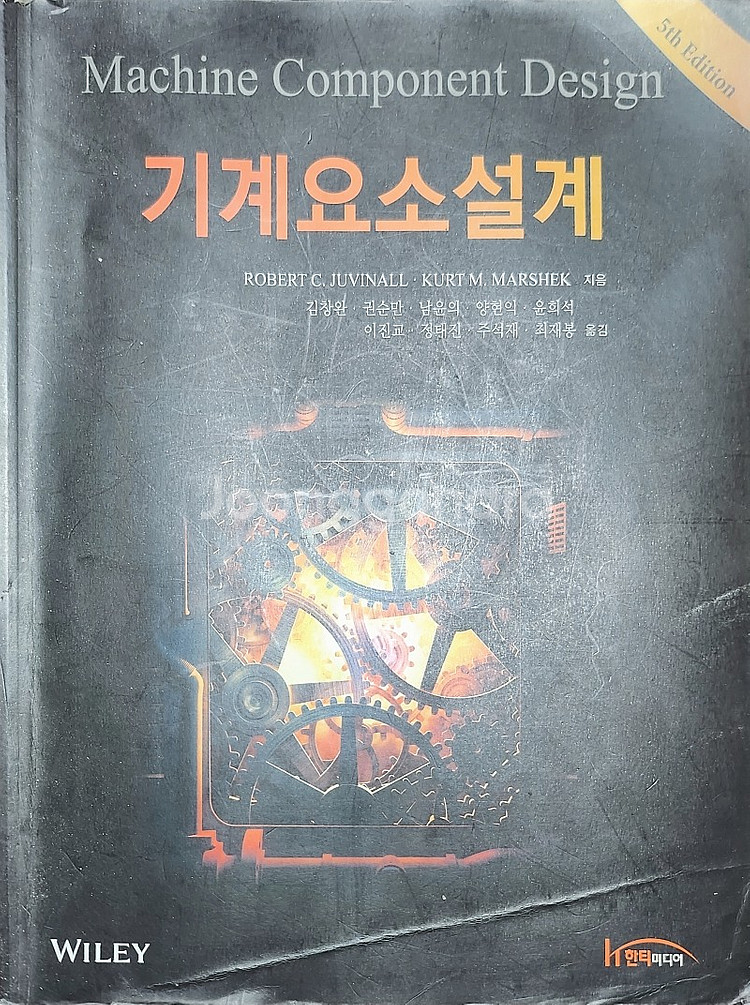 5th Edition
Machine Component Design
기계요소설계
ROBERT C. JUVINALL · KURT M. MARSHEK 지음
김창완 · 권순만 · 남윤의 · 양현익 · 윤희석
이진교 · 정태진 · 주석재 · 최재봉 옮김
Joonggonara
WILEY
한티미디어